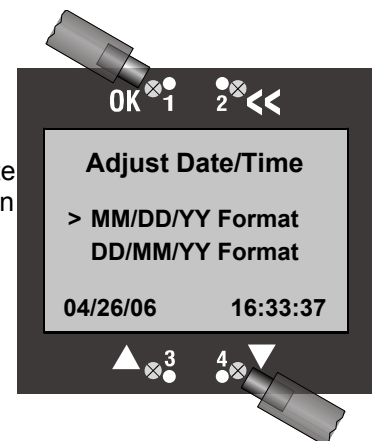 OK 1 2 <<
Adjust Date/Time
te
n
> MM/DD/YY Format
DD/MM/YY Format
04/26/06 16:33:37
3 4